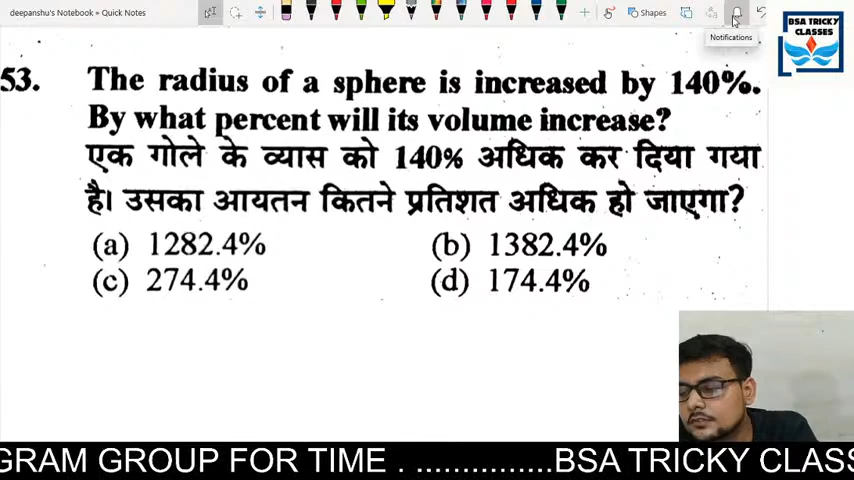 deepanshu's Notebook » Quick Notes
Shapes
Notifications
BSA TRICKY
CLASSES
53. The radius of a sphere is increased by 140%.
By what percent will its volume increase?
एक गोले के व्यास को 140% अधिक कर दिया गया
है। उसका आयतन कितने प्रतिशत अधिक हो जाएगा?
(a) 1282.4% (b) 1382.4%
(c) 274.4% (d) 174.4%
GRAM GROUP FOR TIME . ...............BSA TRICKY CLASS